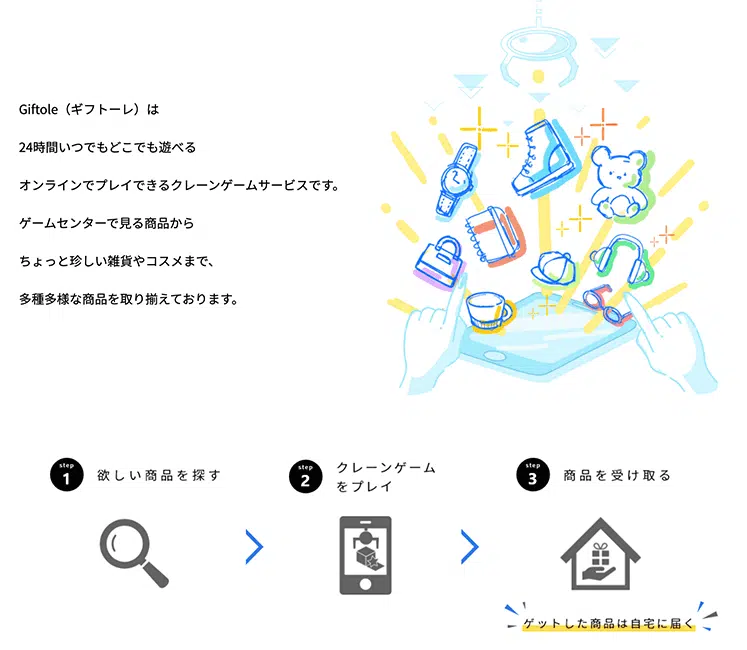 Giftole（ギフトーレ）は
24時間いつでもどこでも遊べる
オンラインでプレイできるクレーンゲームサービスです。
ゲームセンターで見る商品から
ちょっと珍しい雑貨やコスメまで、
多種多様な商品を取り揃えております。
step 1 欲しい商品を探す
step 2 クレーンゲーム
をプレイ
step 3 商品を受け取る
ゲットした商品は自宅に届く